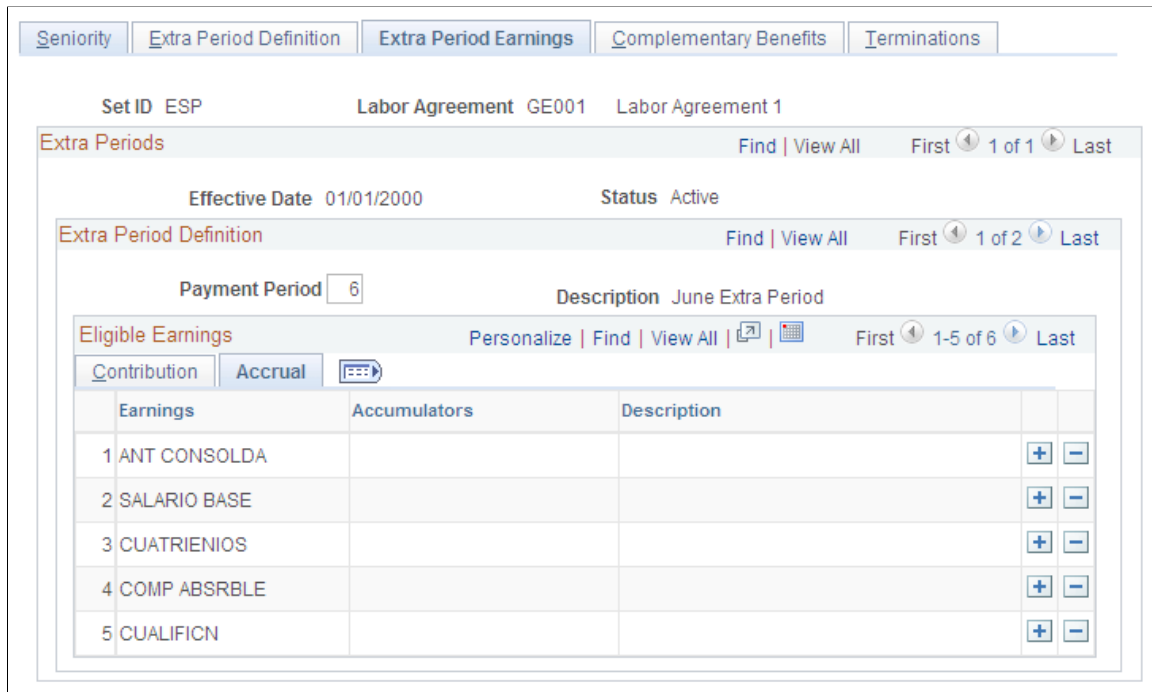 Seniority Extra Period Definition Extra Period Earnings Complementary Benefits Terminations
Set ID ESP Labor Agreement GE001 Labor Agreement 1
Extra Periods Find | View All First 1 of 1 Last
Effective Date 01/01/2000 Status Active
Extra Period Definition Find | View All First 1 of 2 Last
Payment Period 6 Description June Extra Period
Eligible Earnings Personalize | Find | View All | | First 1-5 of 6 Last
Contribution Accrual
Earnings Accumulators Description
1 ANT CONSOLDA
2 SALARIO BASE
3 CUATRIENIOS
4 COMP ABSRBLE
5 CUALIFICN